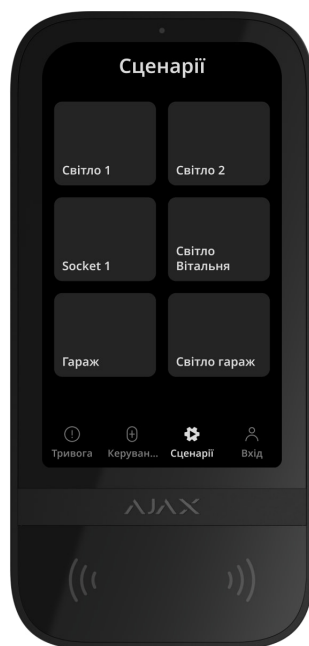 Сценарії
Світло 1
Світло 2
Socket 1
Світло
Вітальня
Гараж
Світло гараж
Тривога
Керуван...
Сценарії
Вхід
AJAX